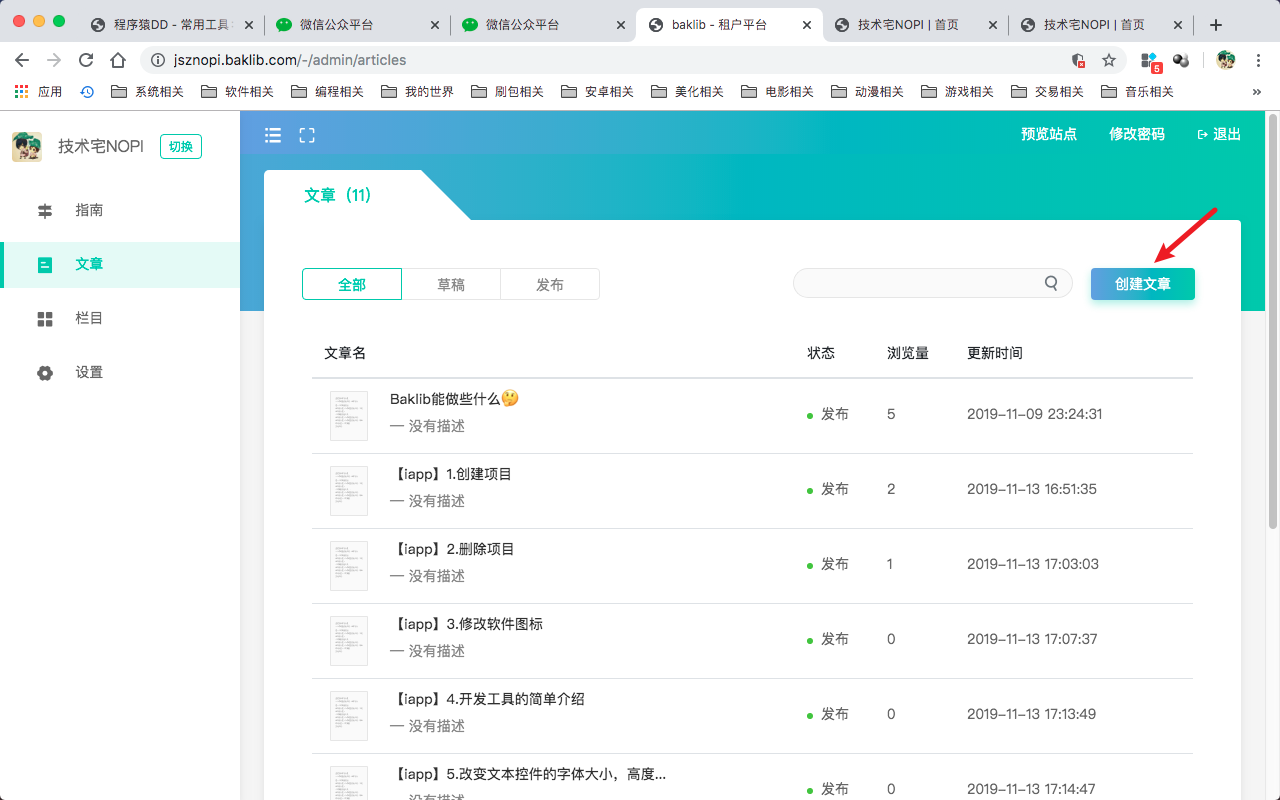 程序猿DD - 常用工具
微信公众平台
微信公众平台
baklib - 租户平台
技术宅NOPI | 首页
技术宅NOPI | 首页
jsznopi.baklib.com/-/admin/articles
5
应用
系统相关
软件相关
编程相关
我的世界
刷包相关
安卓相关
美化相关
电影相关
动漫相关
游戏相关
交易相关
音乐相关
»
技术宅NOPI
切换
预览站点
修改密码
退出
指南
文章
栏目
设置
文章（11）
全部
草稿
发布
创建文章
文章名 状态 浏览量 更新时间
Baklib能做些什么🤔
— 没有描述
发布 5 2019-11-09 23:24:31
【iapp】1.创建项目
— 没有描述
发布 2 2019-11-13 16:51:35
【iapp】2.删除项目
— 没有描述
发布 1 2019-11-13 17:03:03
【iapp】3.修改软件图标
— 没有描述
发布 0 2019-11-13 17:07:37
【iapp】4.开发工具的简单介绍
— 没有描述
发布 0 2019-11-13 17:13:49
【iapp】5.改变文本控件的字体大小，高度...
— 没有描述
发布 0 2019-11-13 17:14:47